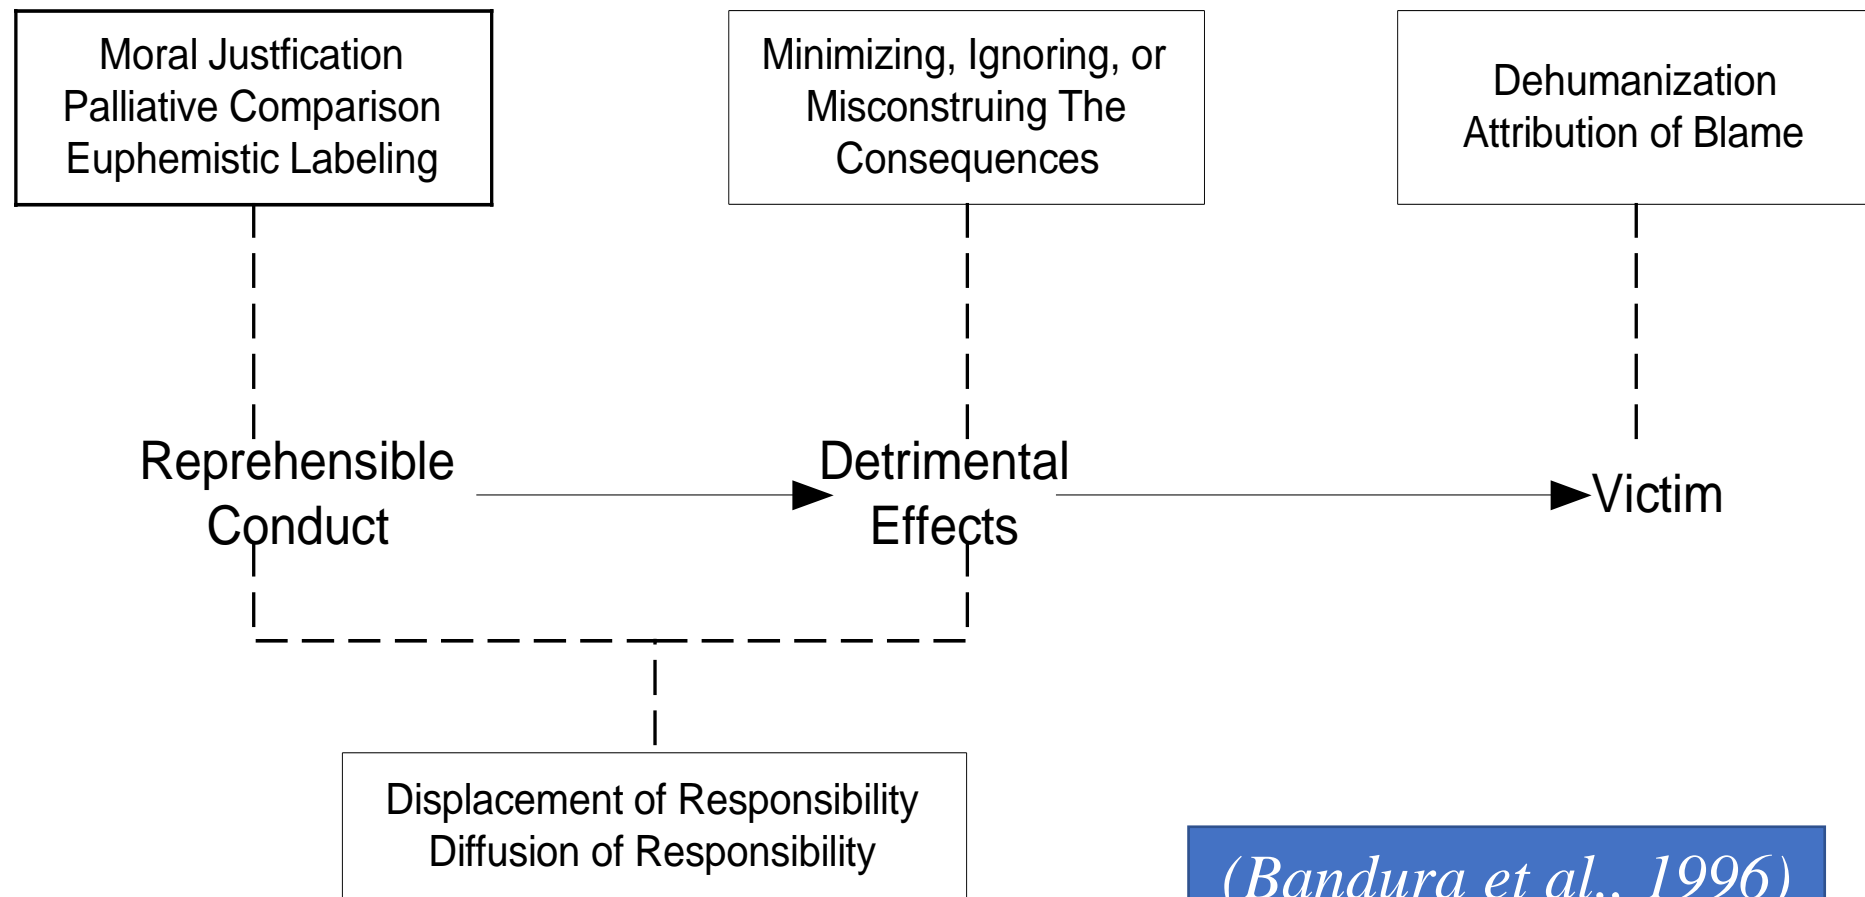 Moral Justfication
Palliative Comparison
Euphemistic Labeling
Minimizing, Ignoring, or
Misconstruing The
Consequences
Dehumanization
Attribution of Blame
Reprehensible
Conduct
Detrimental
Effects
Victim
Displacement of Responsibility
Diffusion of Responsibility
(Bandura et al., 1996)